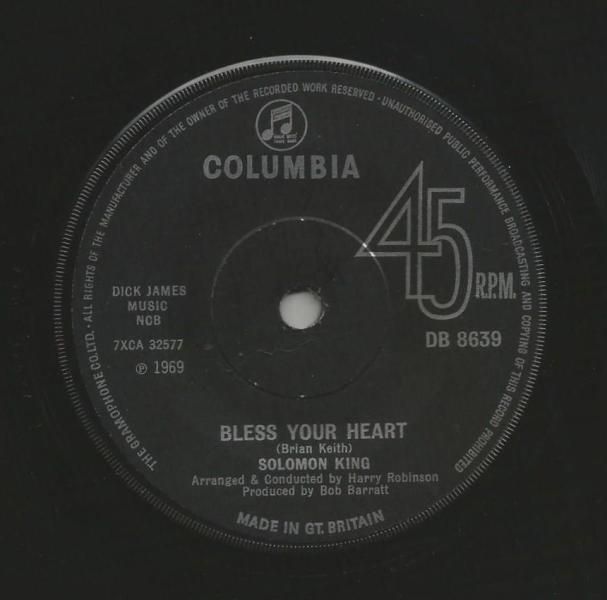 THE GRAMOPHONE CO. LTD. · ALL RIGHTS OF THE MANUFACTURER AND OF THE OWNER OF THE RECORDED WORK RESERVED · UNAUTHORISED PUBLIC PERFORMANCE BROADCASTING AND COPYING OF THIS RECORD PROHIBITED
COLUMBIA
45
R.P.M.
DICK JAMES
MUSIC
NCB
7XCA 32577
℗ 1969
DB 8639
BLESS YOUR HEART
(Brian Keith)
SOLOMON KING
Arranged & Conducted by Harry Robinson
Produced by Bob Barratt
MADE IN GT. BRITAIN